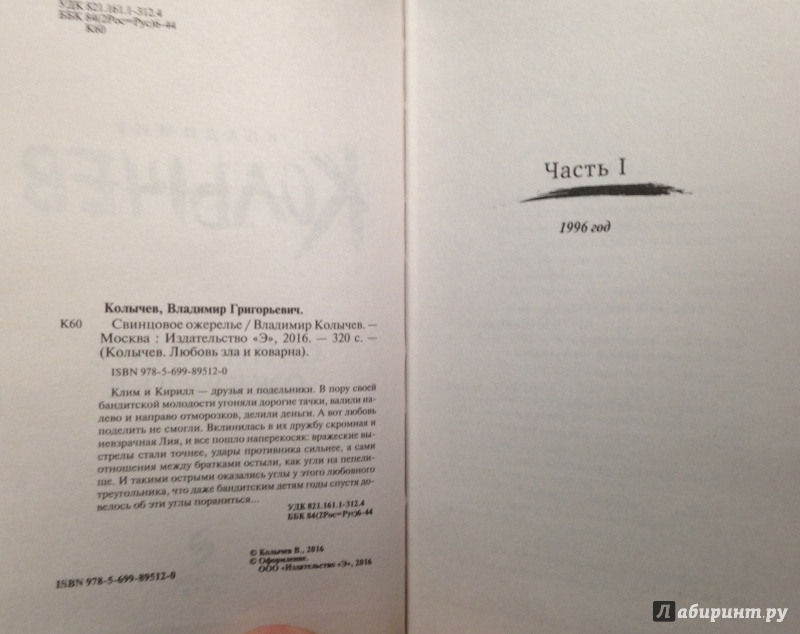 УДК 821.161.1-312.4
ББК 84(2Рос=Рус)6-44
К60
КОЛЫЧЕВ
Колычев, Владимир Григорьевич.
К60 Свинцовое ожерелье / Владимир Колычев. —
Москва : Издательство «Э», 2016. — 320 с. —
(Колычев. Любовь зла и коварна).
ISBN 978-5-699-89512-0
Клим и Кирилл — друзья и подельники. В пору своей
бандитской молодости угоняли дорогие тачки, валили на-
лево и направо отморозков, делили деньги. А вот любовь
поделить не смогли. Вклинилась в их дружбу скромная и
невзрачная Лия, и все пошло наперекосяк: вражеские вы-
стрелы стали точнее, удары противника сильнее, а сами
отношения между братками остыли, как угли на пепели-
ще. И такими острыми оказались углы у этого любовного
треугольника, что даже бандитским детям годы спустя до-
велось об эти углы пораниться...
УДК 821.161.1-312.4
ББК 84(2Рос=Рус)6-44
© Колычев В., 2016
© Оформление.
ООО «Издательство «Э», 2016
ISBN 978-5-699-89512-0
Часть I
1996 год
Лабиринт.ру